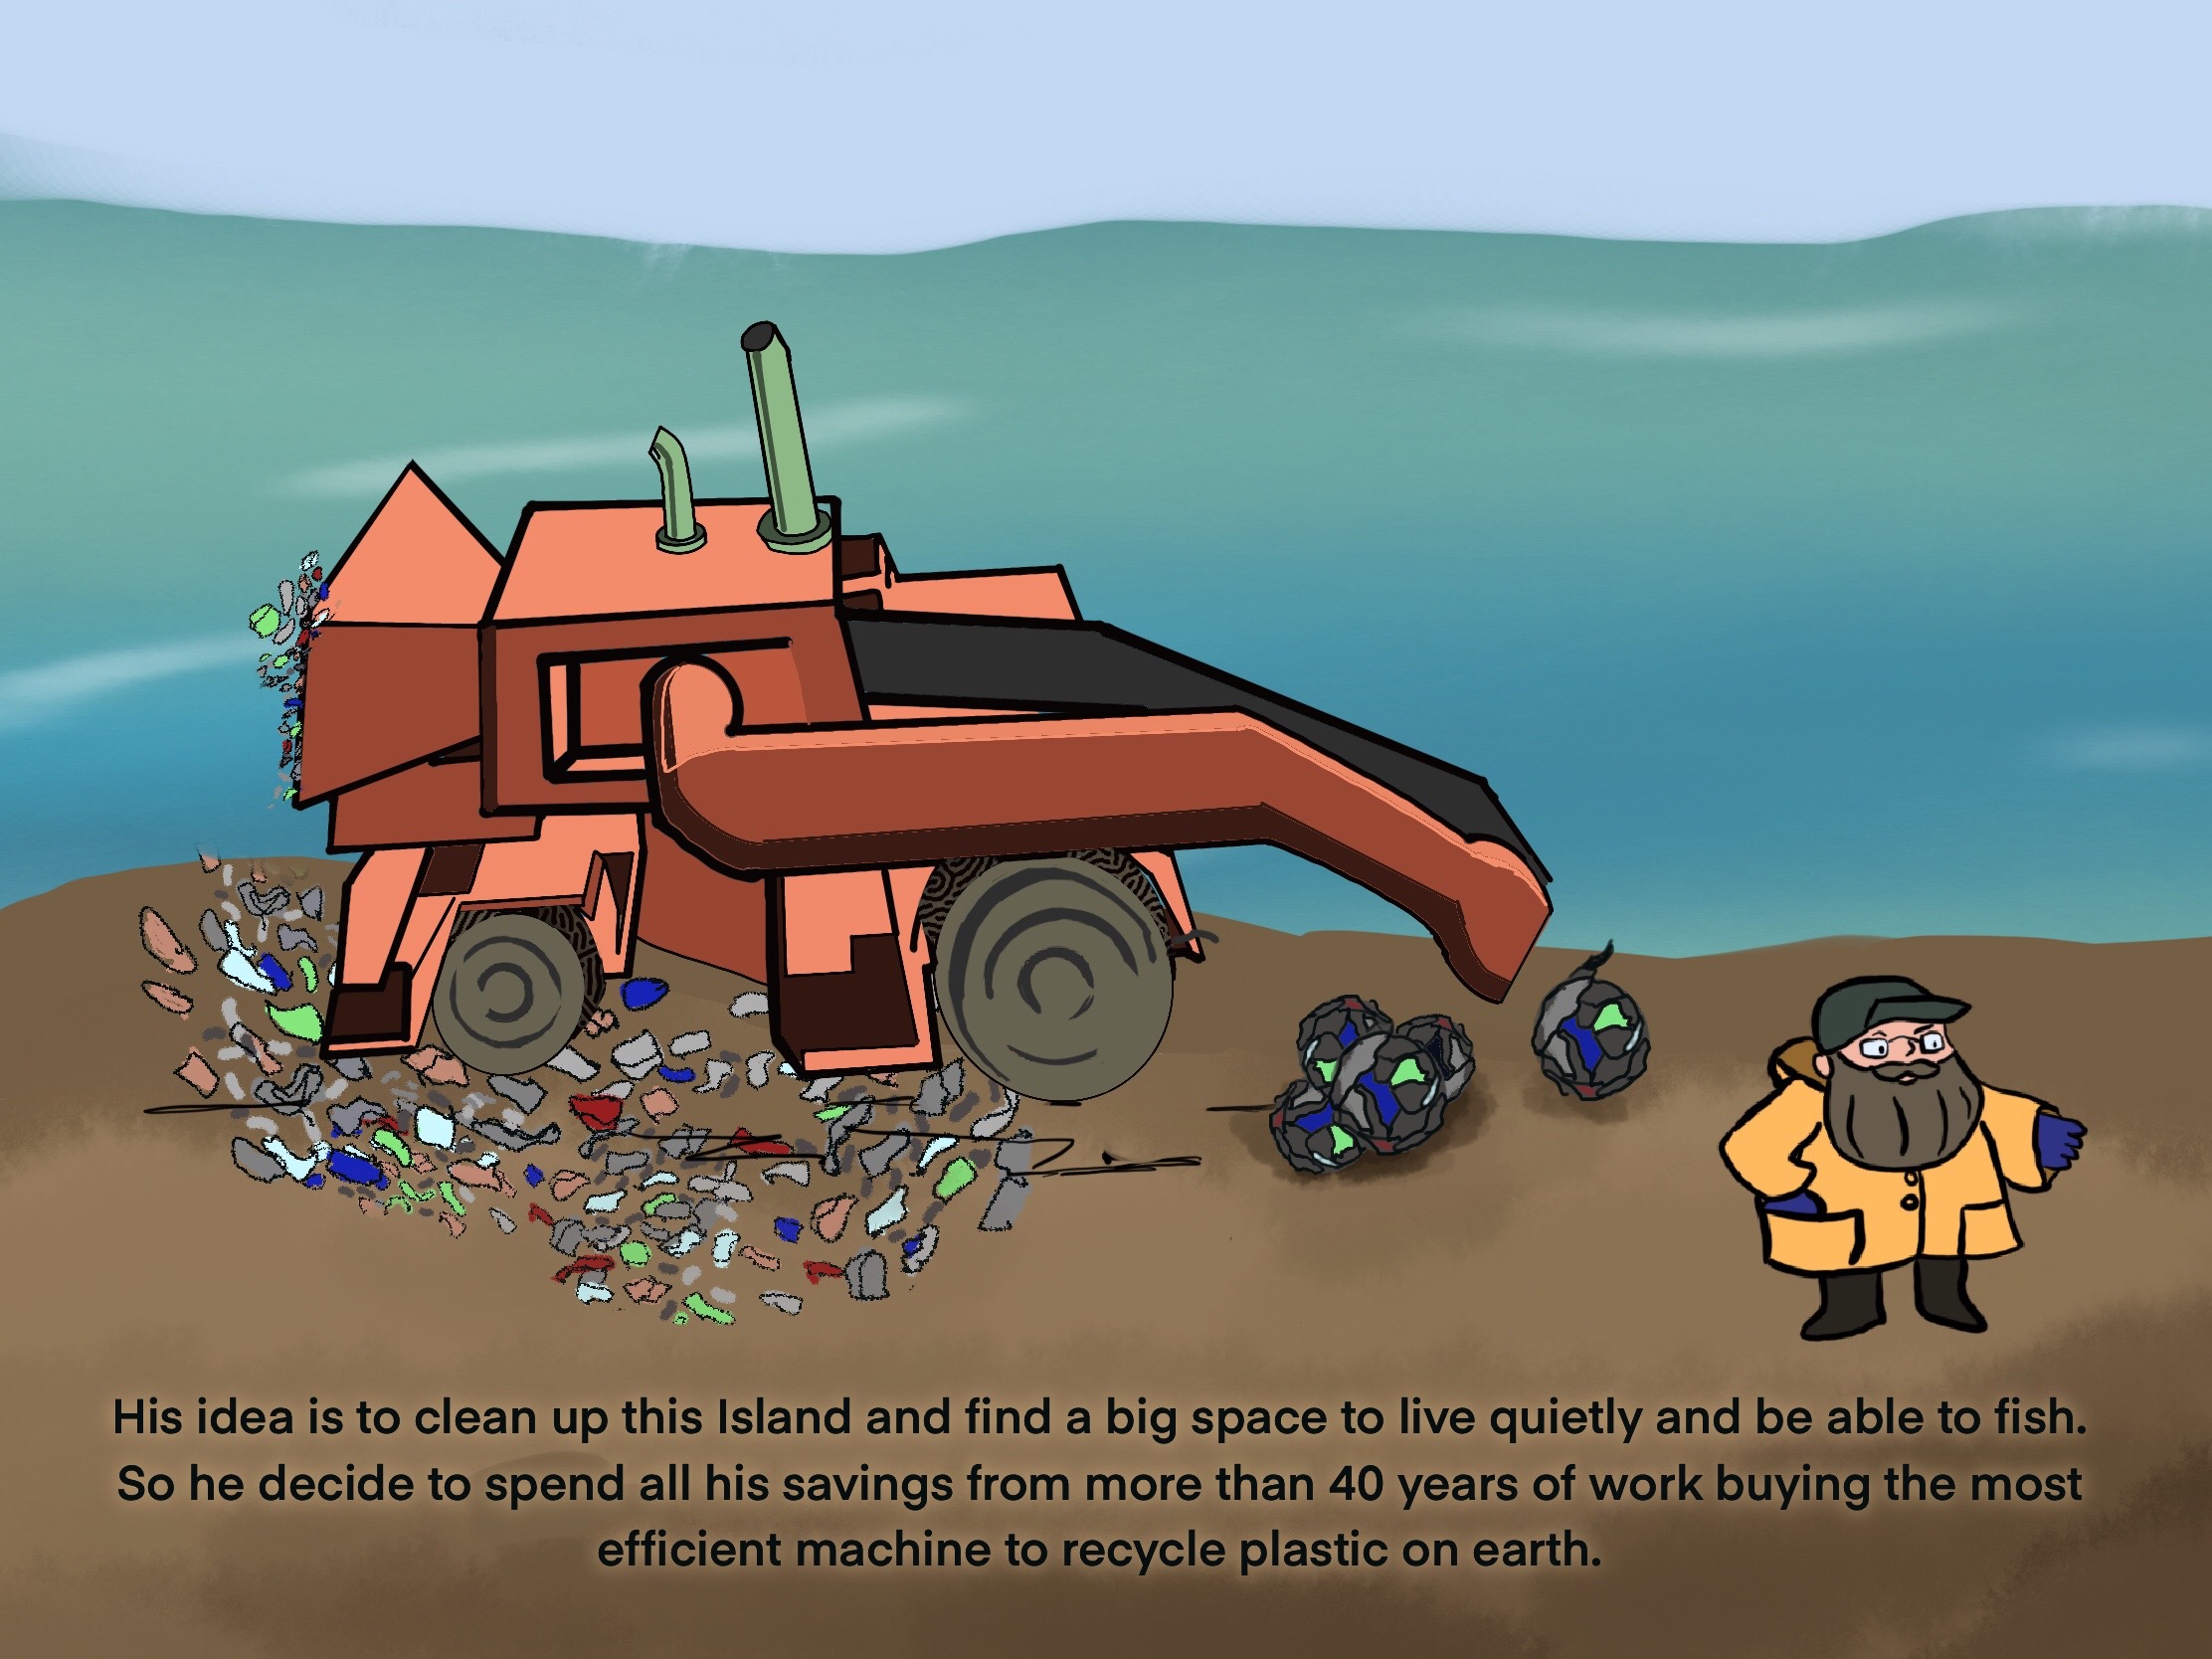 His idea is to clean up this Island and find a big space to live quietly and be able to fish.
So he decide to spend all his savings from more than 40 years of work buying the most
efficient machine to recycle plastic on earth.